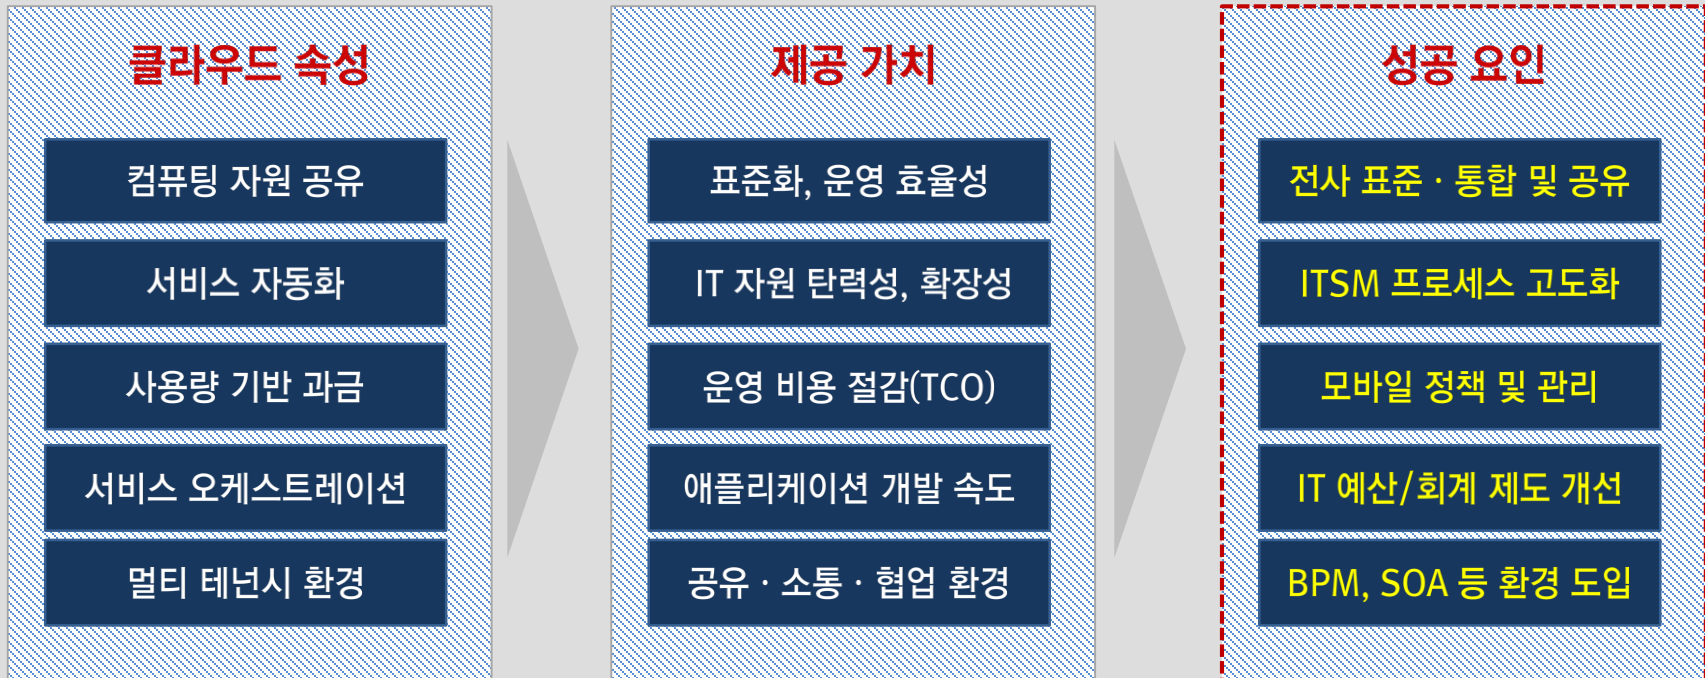 클라우드 속성
컴퓨팅 자원 공유
서비스 자동화
사용량 기반 과금
서비스 오케스트레이션
멀티 테넌시 환경
제공 가치
표준화, 운영 효율성
IT 자원 탄력성, 확장성
운영 비용 절감(TCO)
애플리케이션 개발 속도
공유 · 소통 · 협업 환경
성공 요인
전사 표준 · 통합 및 공유
ITSM 프로세스 고도화
모바일 정책 및 관리
IT 예산/회계 제도 개선
BPM, SOA 등 환경 도입